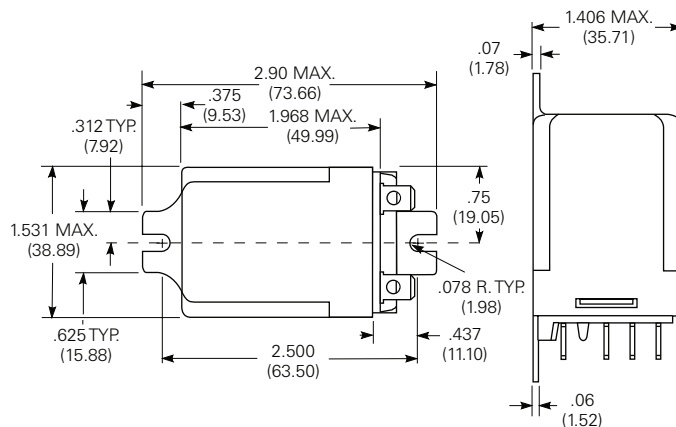 1.406 MAX.
(35.71)
.07
(1.78)
2.90 MAX.
(73.66)
.375
(9.53)
1.968 MAX.
(49.99)
.312 TYP.
(7.92)
.75
(19.05)
1.531 MAX.
(38.89)
.078 R. TYP.
(1.98)
.625 TYP.
(15.88)
2.500
(63.50)
.437
(11.10)
.06
(1.52)